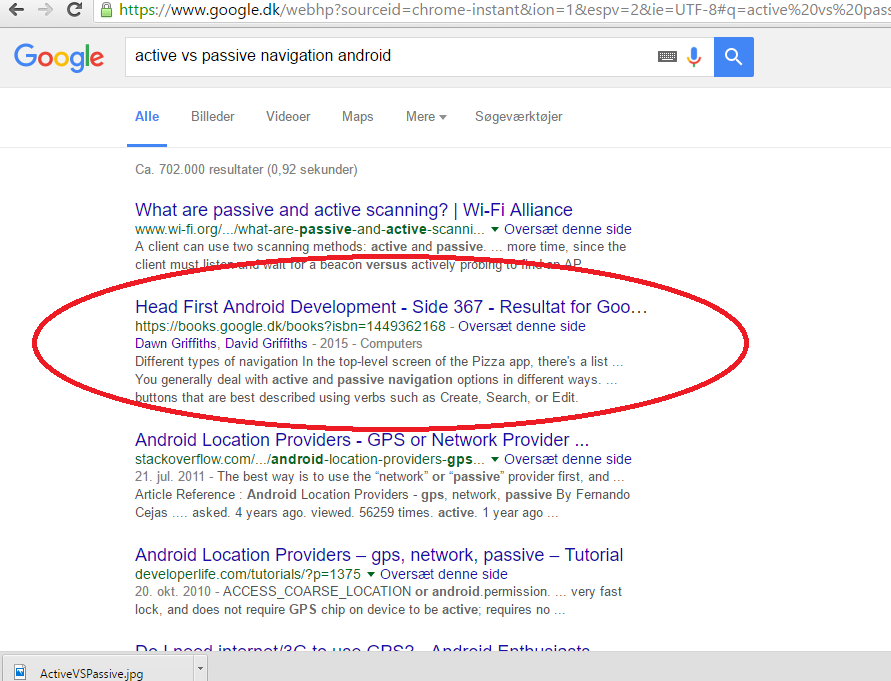 https://www.google.dk/webhp?sourceid=chrome-instant&ion=1&espv=2&ie=UTF-8#q=active%20vs%20pas
Google
active vs passive navigation android
Alle Billeder Videoer Maps Mere Søgeværktøjer
Ca. 702.000 resultater (0,92 sekunder)
What are passive and active scanning? | Wi-Fi Alliance
www.wi-fi.org/.../what-are-passive-and-active-scanni... Oversæt denne side
A client can use two scanning methods: active and passive. ... more time, since the
client must listen and wait for a beacon versus actively probing to find an AP.
Head First Android Development - Side 367 - Resultat for Goo...
https://books.google.dk/books?isbn=1449362168 - Oversæt denne side
Dawn Griffiths, David Griffiths - 2015 - Computers
Different types of navigation In the top-level screen of the Pizza app, there's a list ...
You generally deal with active and passive navigation options in different ways. ...
buttons that are best described using verbs such as Create, Search, or Edit.
Android Location Providers - GPS or Network Provider ...
stackoverflow.com/.../android-location-providers-gps... Oversæt denne side
21. jul. 2011 - The best way is to use the “network” or “passive” provider first, and ...
Article Reference : Android Location Providers - gps, network, passive By Fernando
Cejas .... asked. 4 years ago. viewed. 56259 times. active. 1 year ago ...
Android Location Providers – gps, network, passive – Tutorial
developerlife.com/tutorials/?p=1375 Oversæt denne side
20. okt. 2010 - ACCESS_COARSE_LOCATION or android.permission. ... very fast
lock, and does not require GPS chip on device to be active; requires no ...
Do I need internet/3G to use GPS? - Android Enthusiasts
ActiveVSPassive.jpg